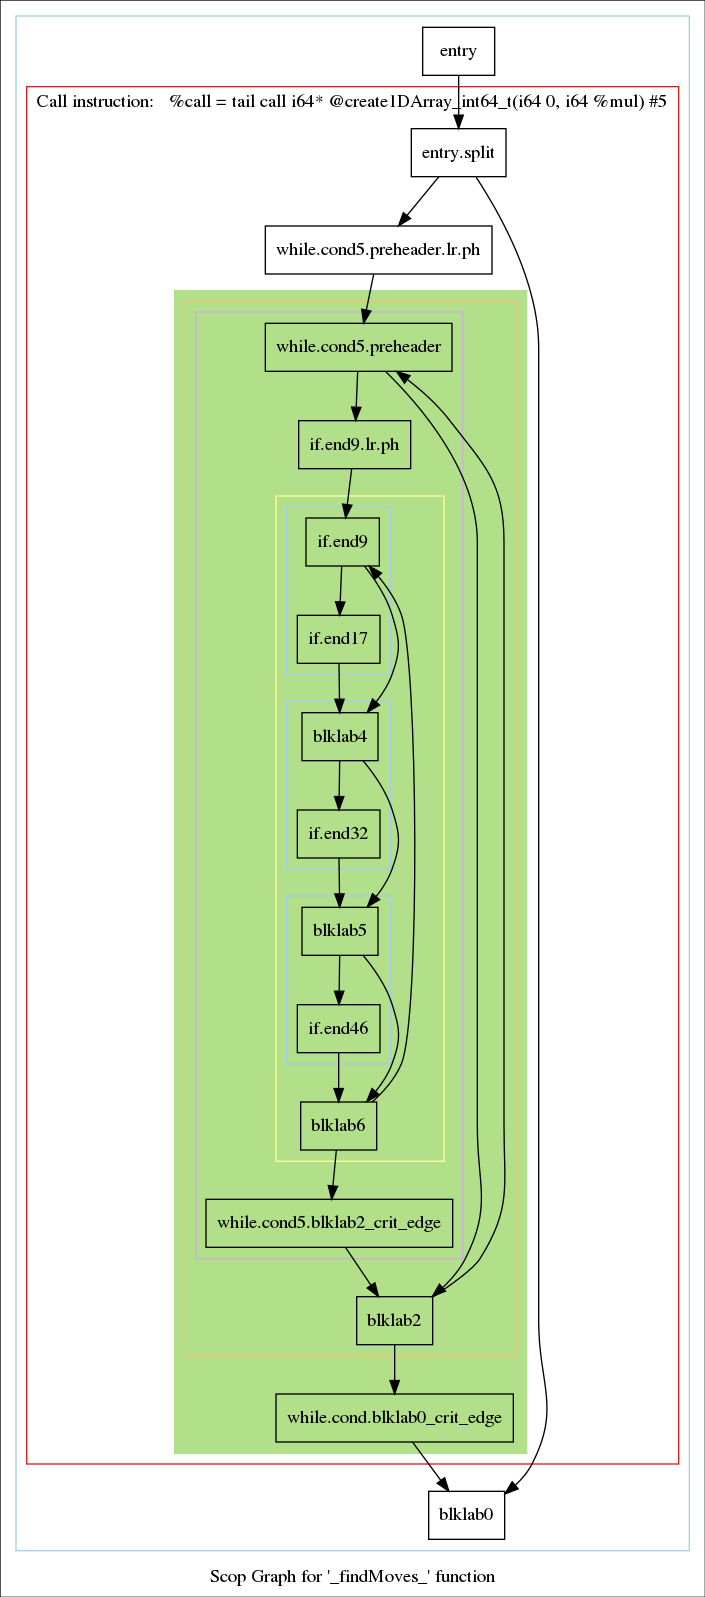 entry
Call instruction: %call = tail call i64* @create1DArray_int64_t(i64 0, i64 %mul) #5
entry.split
while.cond5.preheader.lr.ph
while.cond5.preheader
if.end9.lr.ph
if.end9
if.end17
blklab4
if.end32
blklab5
if.end46
blklab6
while.cond5.blklab2_crit_edge
blklab2
while.cond.blklab0_crit_edge
blklab0
Scop Graph for '_findMoves_' function